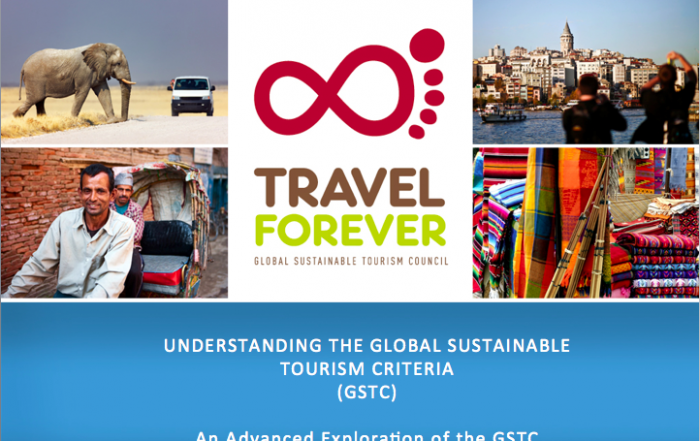 TRAVEL
FOREVER
GLOBAL SUSTAINABLE TOURISM COUNCIL
UNDERSTANDING THE GLOBAL SUSTAINABLE
TOURISM CRITERIA
(GSTC)
An Advanced Exploration of the GSTC